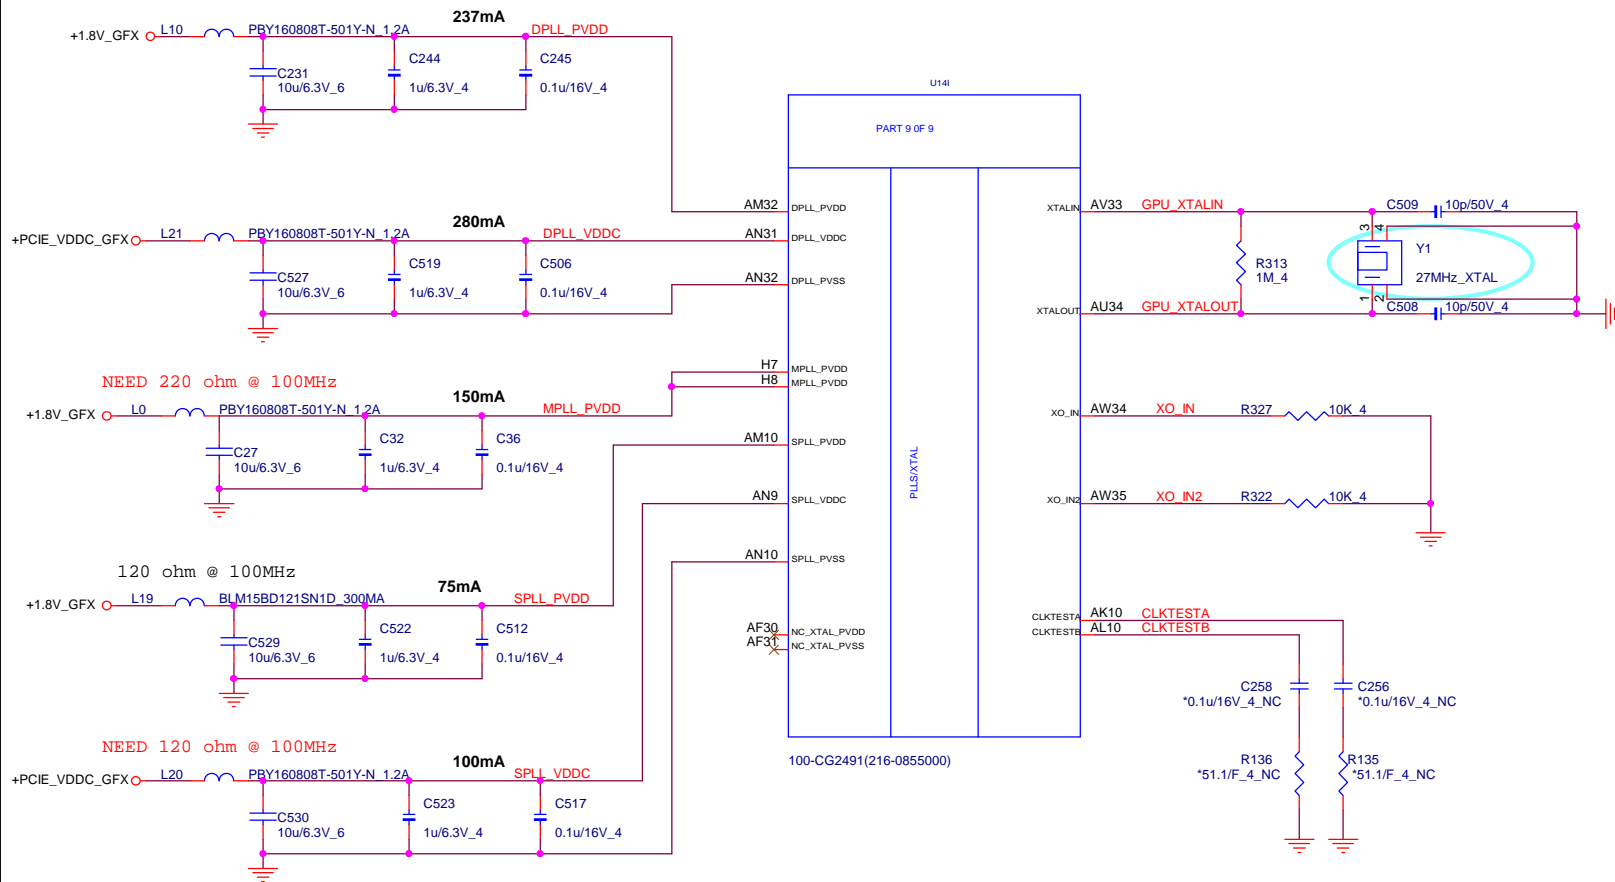 +1.8V_GFX L10 PBY160808T-501Y-N_1.2A 237mA DPLL_PVDD
C231
10u/6.3V_6
C244
1u/6.3V_4
C245
0.1u/16V_4
+PCIE_VDDC_GFX L21 PBY160808T-501Y-N_1.2A 280mA DPLL_VDDC
C527
10u/6.3V_6
C519
1u/6.3V_4
C506
0.1u/16V_4
NEED 220 ohm @ 100MHz
+1.8V_GFX L0 PBY160808T-501Y-N_1.2A 150mA MPLL_PVDD
C27
10u/6.3V_6
C32
1u/6.3V_4
C36
0.1u/16V_4
120 ohm @ 100MHz
+1.8V_GFX L19 BLM15BD121SN1D_300MA 75mA SPLL_PVDD
C529
10u/6.3V_6
C522
1u/6.3V_4
C512
0.1u/16V_4
NEED 120 ohm @ 100MHz
+PCIE_VDDC_GFX L20 PBY160808T-501Y-N_1.2A 100mA SPLL_VDDC
C530
10u/6.3V_6
C523
1u/6.3V_4
C517
0.1u/16V_4
U14I
PART 9 0F 9
AM32 DPLL_PVDD
AN31 DPLL_VDDC
AN32 DPLL_PVSS
H7 MPLL_PVDD
H8 MPLL_PVDD
AM10 SPLL_PVDD
AN9 SPLL_VDDC
AN10 SPLL_PVSS
AF30 NC_XTAL_PVDD
AF31 NC_XTAL_PVSS
PLLS/XTAL
100-CG2491(216-0855000)
XTALIN AV33 GPU_XTALIN
XTALOUT AU34 GPU_XTALOUT
XO_IN AW34 XO_IN R327 10K_4
XO_IN2 AW35 XO_IN2 R322 10K_4
CLKTESTA AK10 CLKTESTA
CLKTESTB AL10 CLKTESTB
R313
1M_4
C509 10p/50V_4
3 4
Y1
27MHz_XTAL
1 2
C508 10p/50V_4
C258
*0.1u/16V_4_NC
C256
*0.1u/16V_4_NC
R136
*51.1/F_4_NC
R135
*51.1/F_4_NC